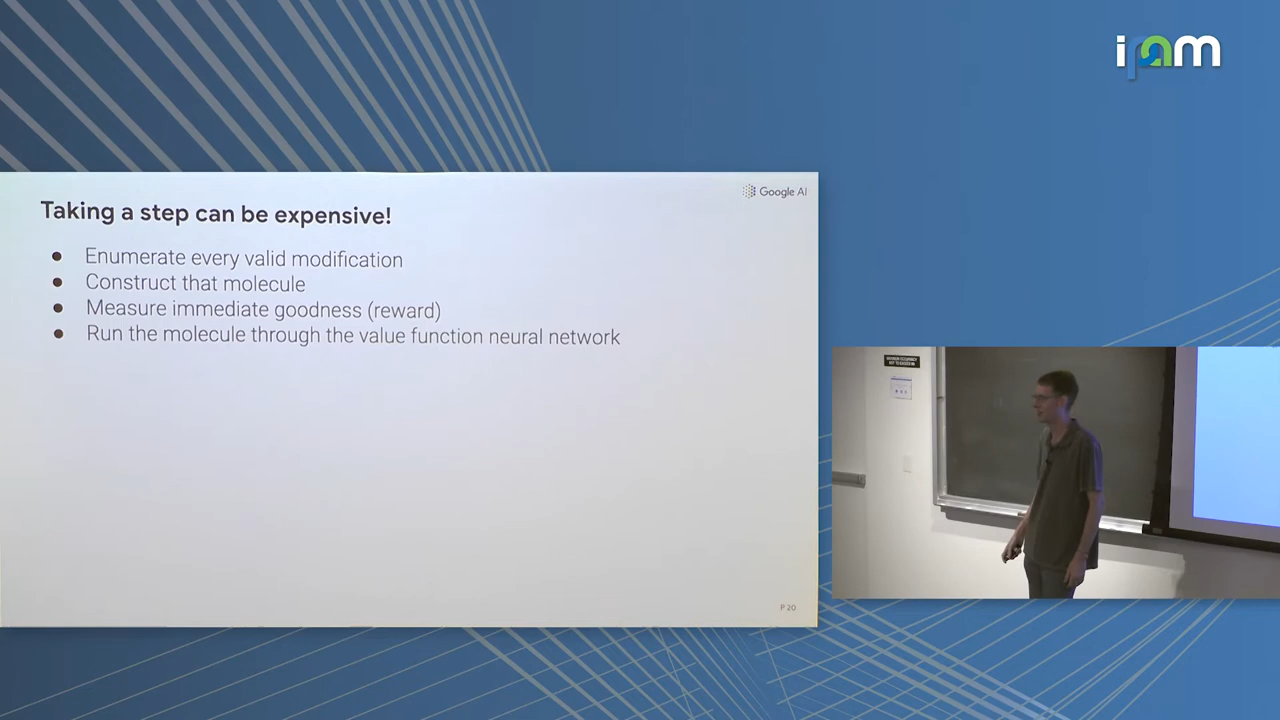 ipam
Google AI
Taking a step can be expensive!
● Enumerate every valid modification
● Construct that molecule
● Measure immediate goodness (reward)
● Run the molecule through the value function neural network
P 20